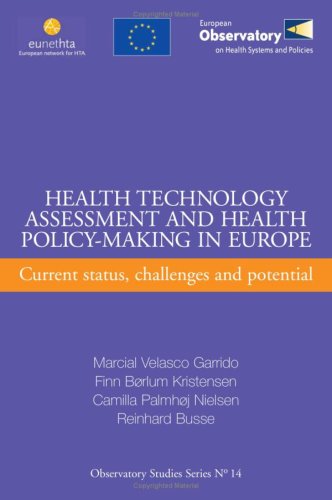 eunethta
European network for HTA
European
Observatory
on Health Systems and Policies
HEALTH TECHNOLOGY
ASSESSMENT AND HEALTH
POLICY-MAKING IN EUROPE
Current status, challenges and potential
Marcial Velasco Garrido
Finn Børlum Kristensen
Camilla Palmhøj Nielsen
Reinhard Busse
Observatory Studies Series Nº 14